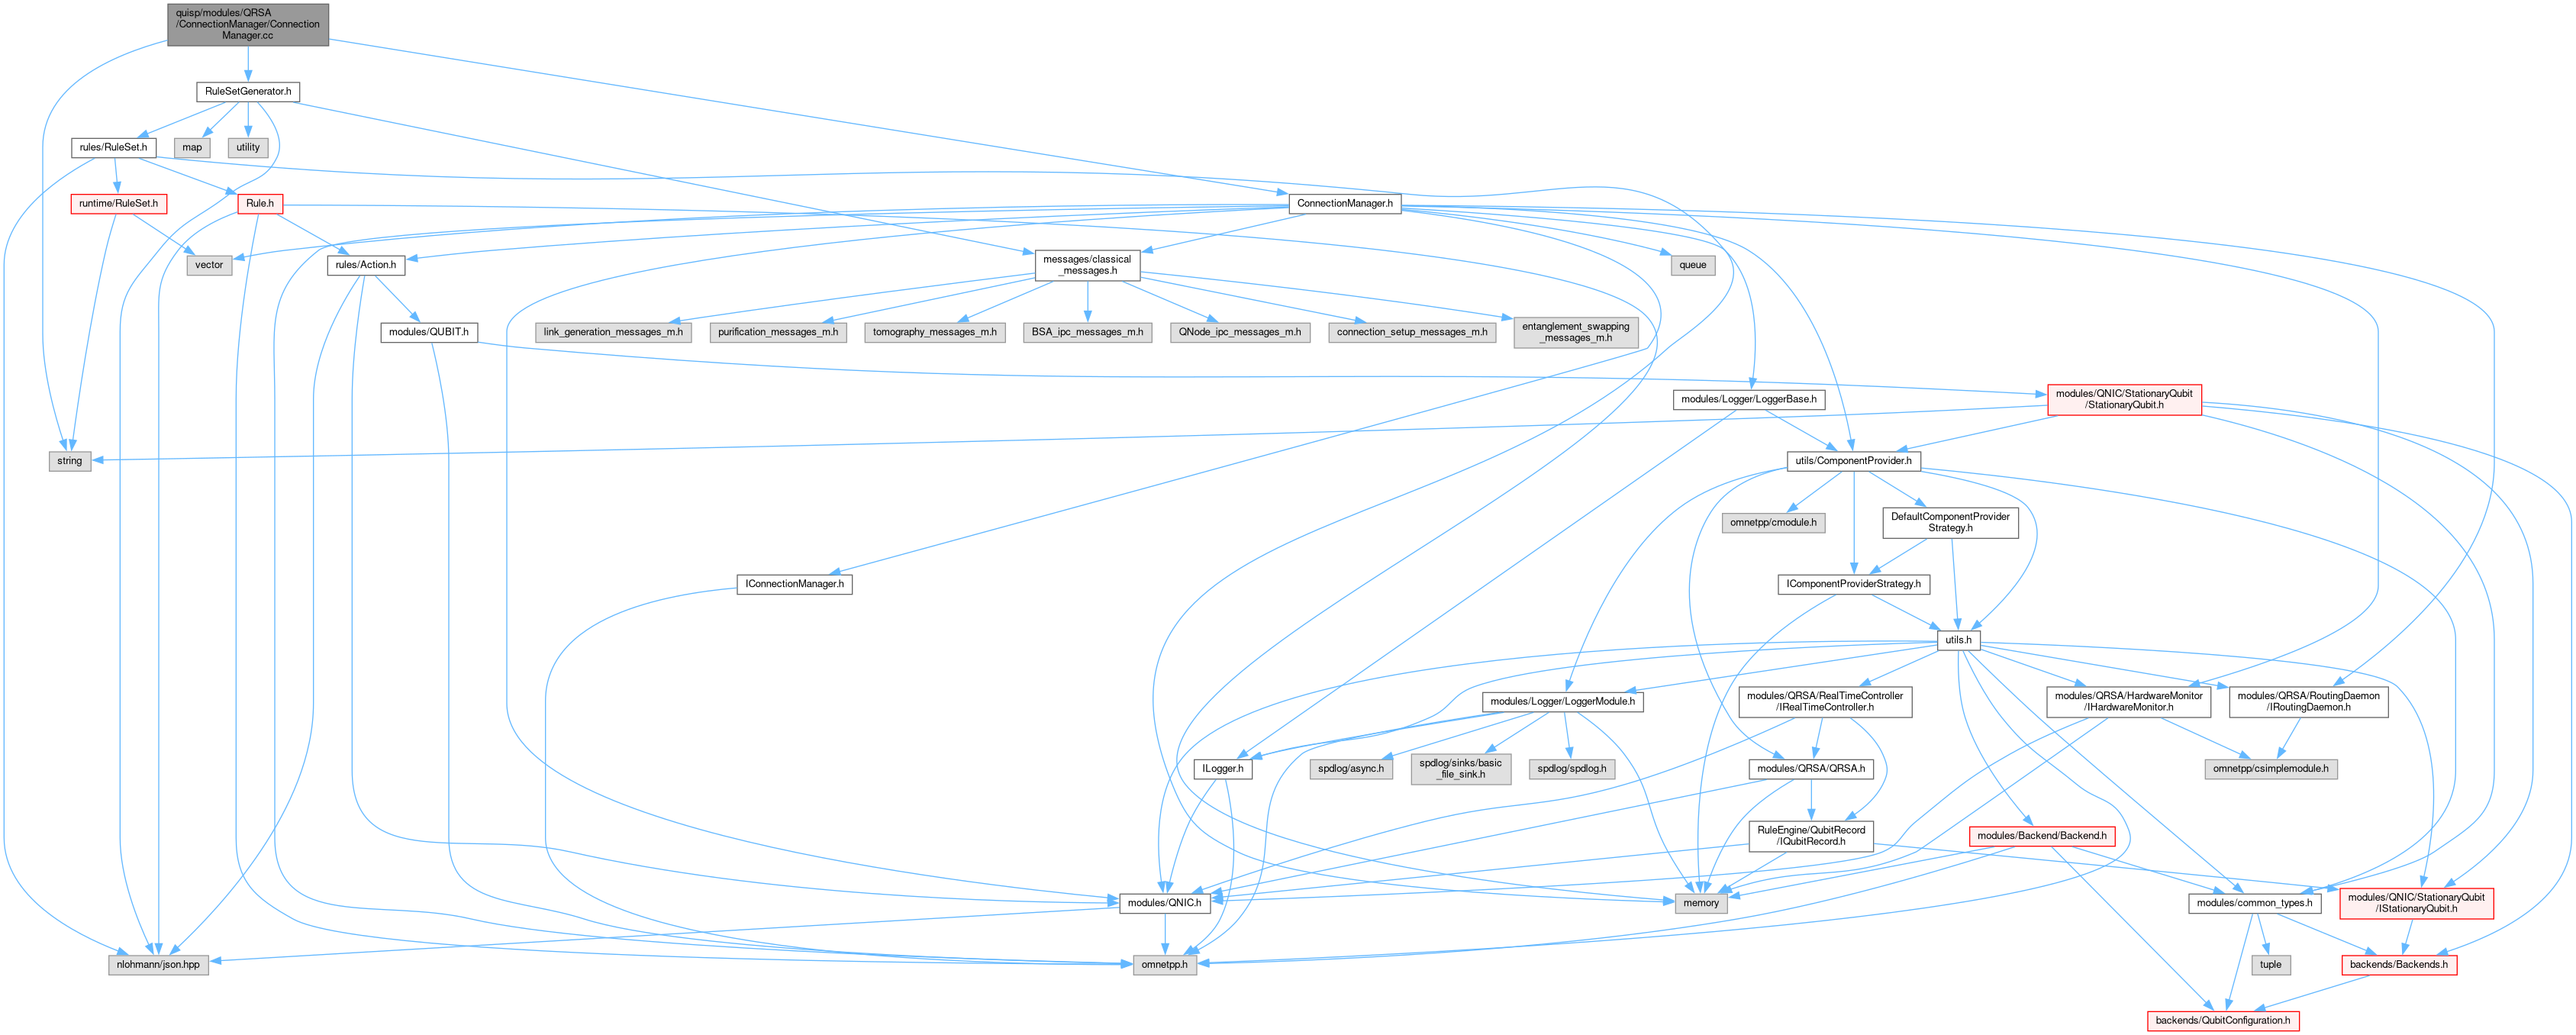 quisp/modules/QRSA
/ConnectionManager/Connection
Manager.cc
RuleSetGenerator.h
rules/RuleSet.h
map
utility
runtime/RuleSet.h
Rule.h
ConnectionManager.h
vector
rules/Action.h
messages/classical
_messages.h
queue
modules/QUBIT.h
link_generation_messages_m.h
purification_messages_m.h
tomography_messages_m.h
BSA_ipc_messages_m.h
QNode_ipc_messages_m.h
connection_setup_messages_m.h
entanglement_swapping
_messages_m.h
modules/Logger/LoggerBase.h
modules/QNIC/StationaryQubit
/StationaryQubit.h
string
utils/ComponentProvider.h
omnetpp/cmodule.h
DefaultComponentProvider
Strategy.h
IConnectionManager.h
IComponentProviderStrategy.h
utils.h
modules/Logger/LoggerModule.h
modules/QRSA/RealTimeController
/IRealTimeController.h
modules/QRSA/HardwareMonitor
/IHardwareMonitor.h
modules/QRSA/RoutingDaemon
/IRoutingDaemon.h
ILogger.h
spdlog/async.h
spdlog/sinks/basic
_file_sink.h
spdlog/spdlog.h
modules/QRSA/QRSA.h
omnetpp/csimplemodule.h
RuleEngine/QubitRecord
/IQubitRecord.h
modules/Backend/Backend.h
modules/QNIC.h
memory
modules/common_types.h
modules/QNIC/StationaryQubit
/IStationaryQubit.h
nlohmann/json.hpp
omnetpp.h
tuple
backends/Backends.h
backends/QubitConfiguration.h